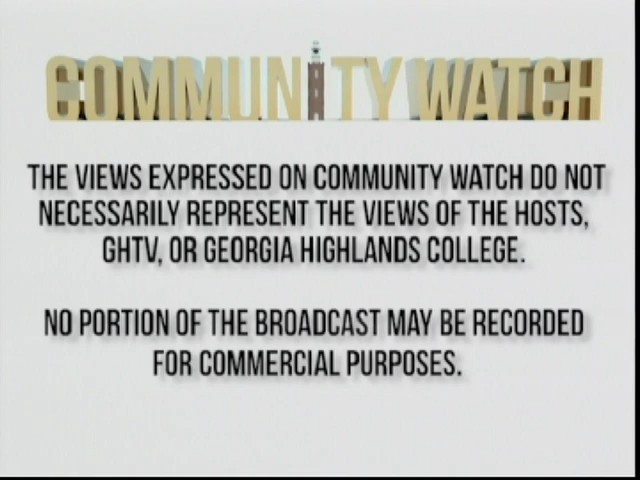 COMMUNITY WATCH
THE VIEWS EXPRESSED ON COMMUNITY WATCH DO NOT
NECESSARILY REPRESENT THE VIEWS OF THE HOSTS,
GHTV, OR GEORGIA HIGHLANDS COLLEGE.
NO PORTION OF THE BROADCAST MAY BE RECORDED
FOR COMMERCIAL PURPOSES.